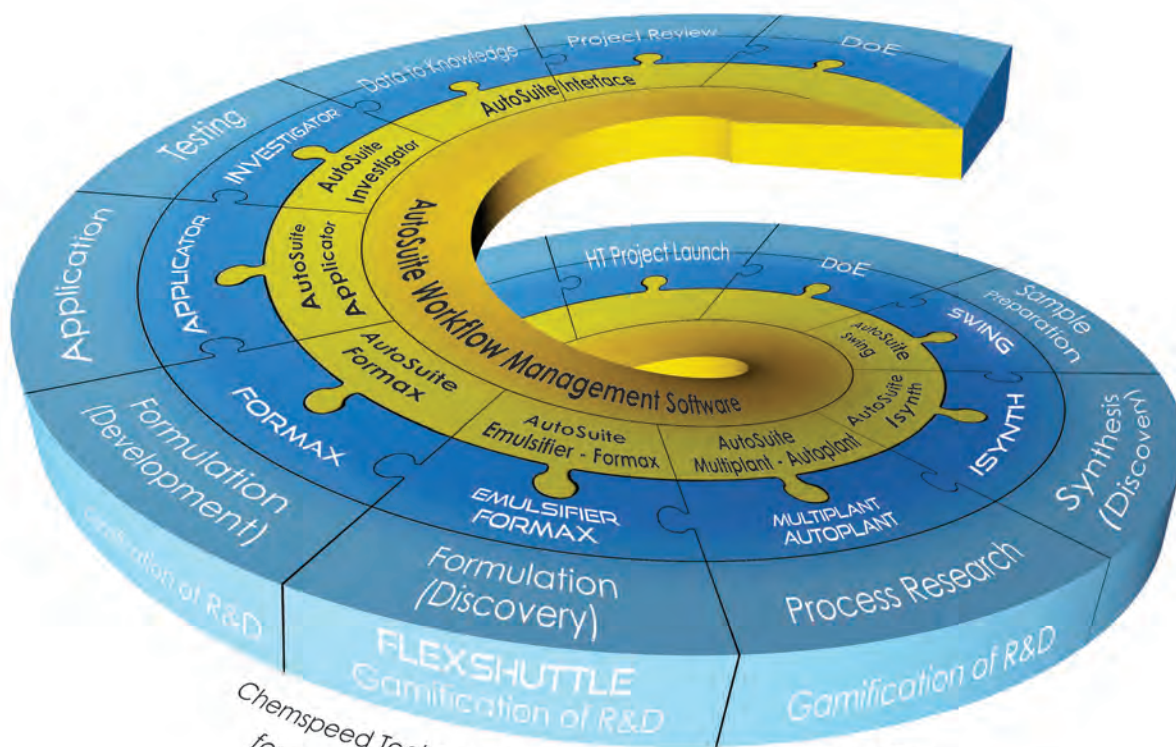 Data to Knowledge
Project Review
DoE
AutoSuite Interface
Testing
INVESTIGATOR
AutoSuite
Investigator
Application
APPLICATOR
AutoSuite
Applicator
AutoSuite Workflow Management Software
HT Project Launch
DoE
Sample
Preparation
SWING
AutoSuite
Swing
Synthesis
(Discovery)
ISYNTH
AutoSuite
Isynth
Formulation
(Development)
FORMAX
AutoSuite
Formax
AutoSuite
Emulsifier - Formax
AutoSuite
Multiplant - Autoplant
EMULSIFIER
FORMAX
MULTIPLANT
AUTOPLANT
Formulation
(Discovery)
Process Research
Gamification of R&D
FLEXSHUTTLE
Gamification of R&D
Gamification of R&D
Chemspeed